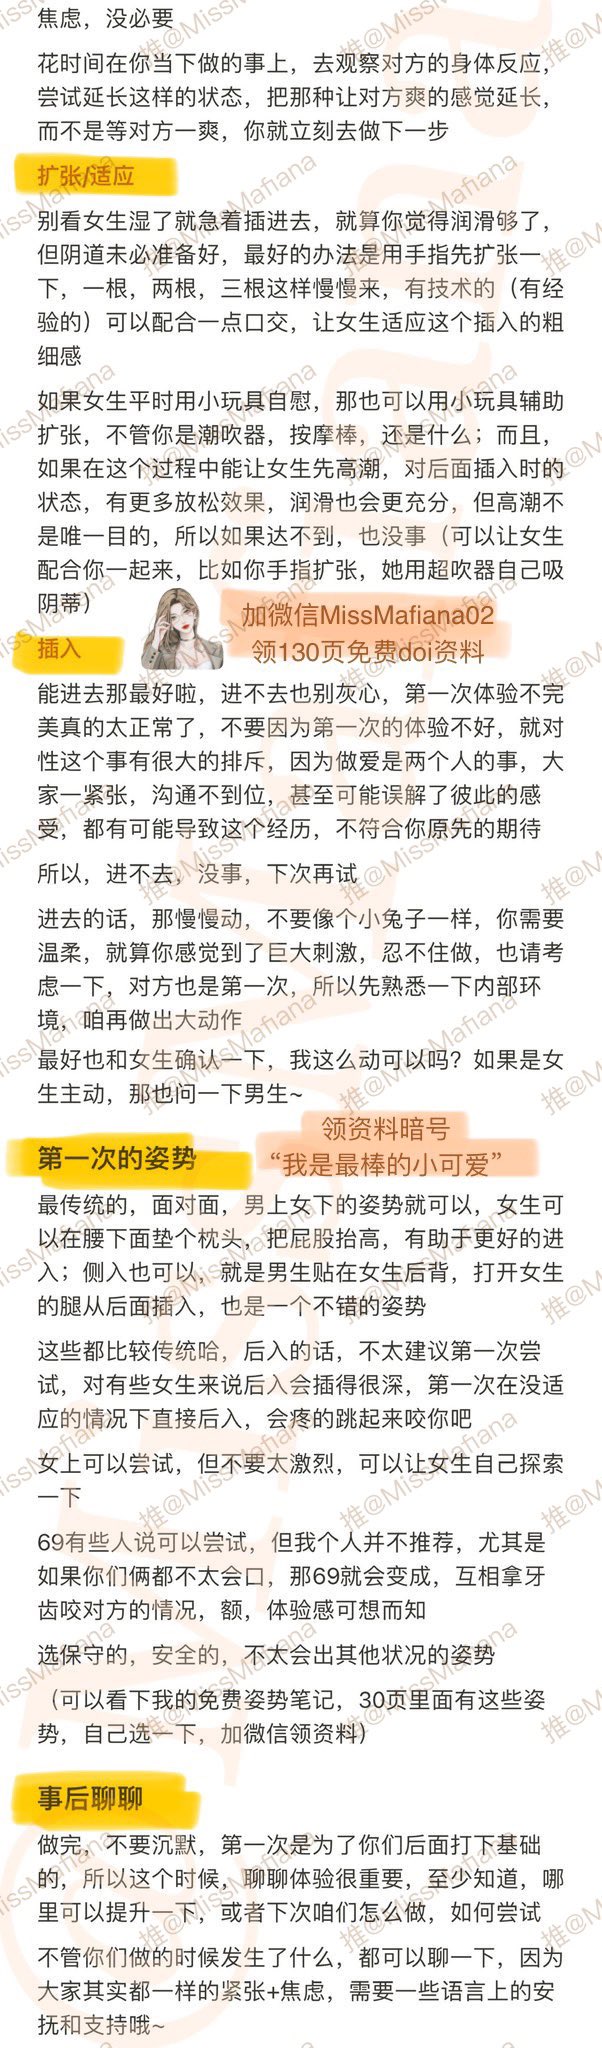 焦虑，没必要
花时间在你当下做的事上，去观察对方的身体反应，
尝试延长这样的状态，把那种让对方爽的感觉延长，
而不是等对方一爽，你就立刻去做下一步
扩张/适应
别看女生湿了就急着插进去，就算你觉得润滑够了，
但阴道未必准备好，最好的办法是用手指先扩张一
下，一根，两根，三根这样慢慢来，有技术的（有经
验的）可以配合一点口交，让女生适应这个插入的粗
细感
如果女生平时用小玩具自慰，那也可以用小玩具辅助
扩张，不管你是潮吹器，按摩棒，还是什么；而且，
如果在这个过程中能让女生先高潮，对后面插入时的
状态，有更多放松效果，润滑也会更充分，但高潮不
是唯一目的，所以如果达不到，也没事（可以让女生
配合你一起来，比如你手指扩张，她用超吹器自己吸
阴蒂）
加微信MissMafiana02
领130页免费doi资料
插入
能进去那最好啦，进不去也别灰心，第一次体验不完
美真的太正常了，不要因为第一次的体验不好，就对
性这个事有很大的排斥，因为做爱是两个人的事，大
家一紧张，沟通不到位，甚至可能误解了彼此的感
受，都有可能导致这个经历，不符合你原先的期待
所以，进不去，没事，下次再试
进去的话，那慢慢动，不要像个小兔子一样，你需要
温柔，就算你感觉到了巨大刺激，忍不住做，也请考
虑一下，对方也是第一次，所以先熟悉一下内部环
境，咱再做出大动作
最好也和女生确认一下，我这么动可以吗？如果是女
生主动，那也问一下男生~
领资料暗号
“我是最棒的小可爱”
第一次的姿势
最传统的，面对面，男上女下的姿势就可以，女生可
以在腰下面垫个枕头，把屁股抬高，有助于更好的进
入；侧入也可以，就是男生贴在女生后背，打开女生
的腿从后面插入，也是一个不错的姿势
这些都比较传统哈，后入的话，不太建议第一次尝
试，对有些女生来说后入会插得很深，第一次在没适
应的情况下直接后入，会疼的跳起来咬你吧
女上可以尝试，但不要太激烈，可以让女生自己探索
一下
69有些人说可以尝试，但我个人并不推荐，尤其是
如果你们俩都不太会口，那69就会变成，互相拿牙
齿咬对方的情况，额，体验感可想而知
选保守的，安全的，不太会出其他状况的姿势
（可以看下我的免费姿势笔记，30页里面有这些姿
势，自己选一下，加微信领资料）
事后聊聊
做完，不要沉默，第一次是为了你们后面打下基础
的，所以这个时候，聊聊体验很重要，至少知道，哪
里可以提升一下，或者下次咱们怎么做，如何尝试
不管你们做的时候发生了什么，都可以聊一下，因为
大家其实都一样的紧张+焦虑，需要一些语言上的安
抚和支持哦~
推@MissMafiana